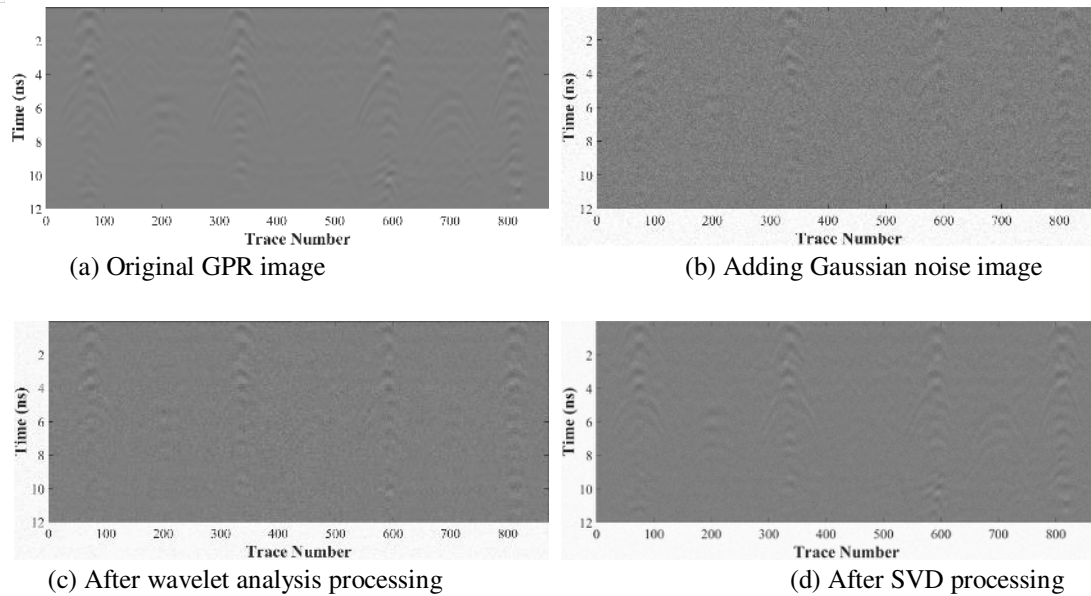 2
4
6
8
10
12
Time (ns)
0 100 200 300 400 500 600 700 800
Trace Number
(a) Original GPR image
2
4
6
8
10
12
Time (ns)
0 100 200 300 400 500 600 700 800
Trace Number
(b) Adding Gaussian noise image
2
4
6
8
10
12
Time (ns)
0 100 200 300 400 500 600 700 800
Trace Number
(c) After wavelet analysis processing
2
4
6
8
10
12
Time (ns)
0 100 200 300 400 500 600 700 800
Trace Number
(d) After SVD processing